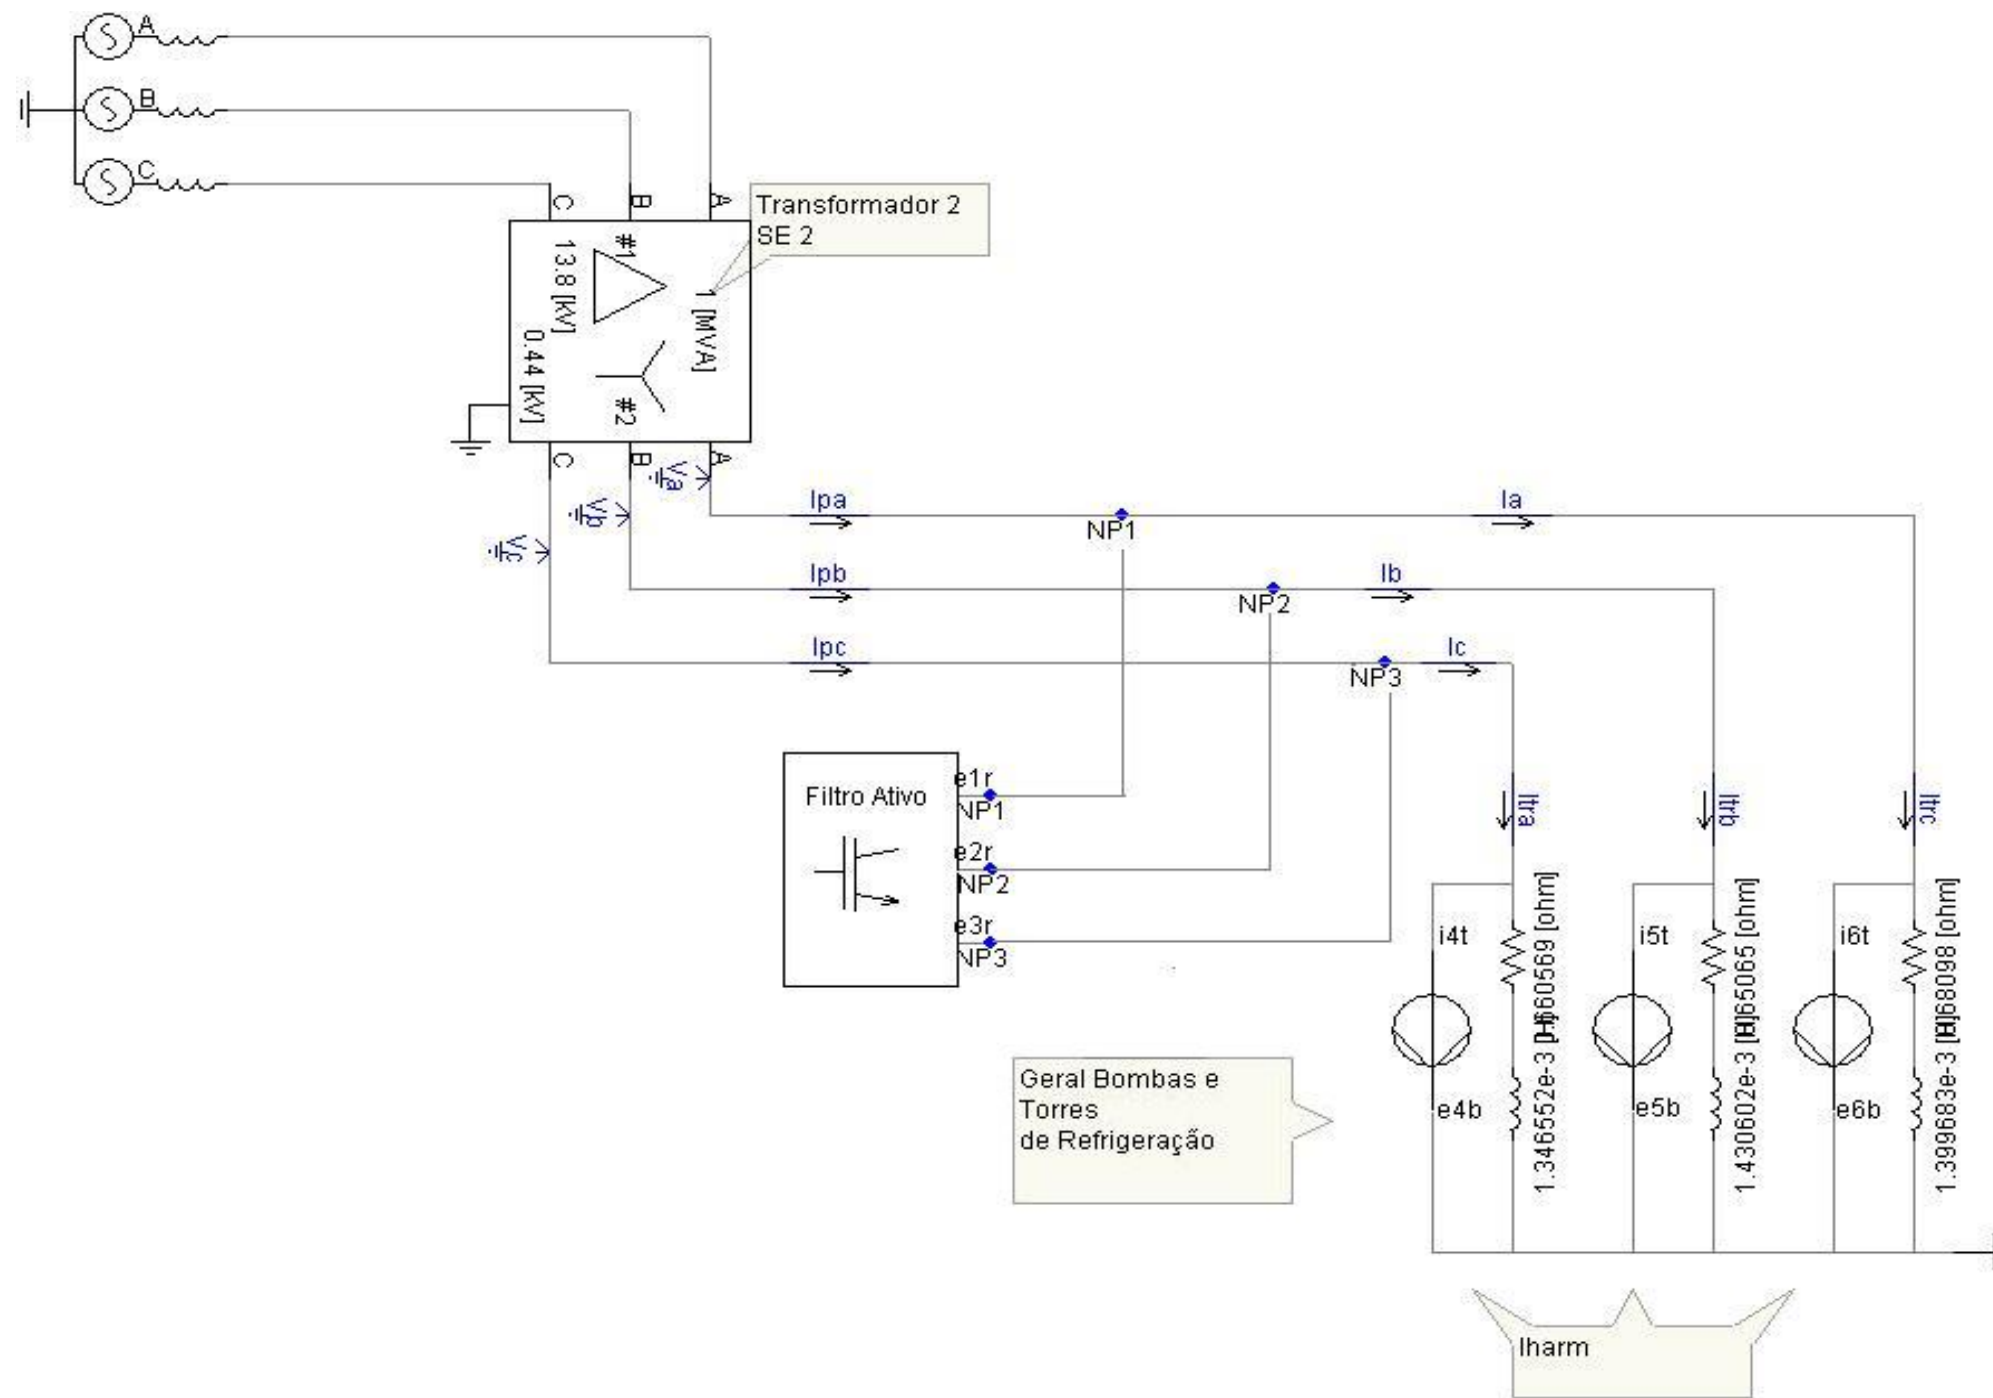 A
B
C
C
B
A
Transformador 2
SE 2
#1
13.8 [kV]
1 [MVA]
0.44 [kV]
#2
C
B
A
Va
Vb
Vc
Ipa
Ia
NP1
Ipb
Ib
NP2
Ipc
Ic
NP3
Filtro Ativo
e1r
NP1
e2r
NP2
e3r
NP3
Itra
Itrb
Itrc
i4t
i5t
i6t
[ohm]
[ohm]
[ohm]
1.346552e-3 [H]
1.430602e-3 [H]
1.399683e-3 [H]
e4b
e5b
e6b
Geral Bombas e
Torres
de Refrigeração
Iharm